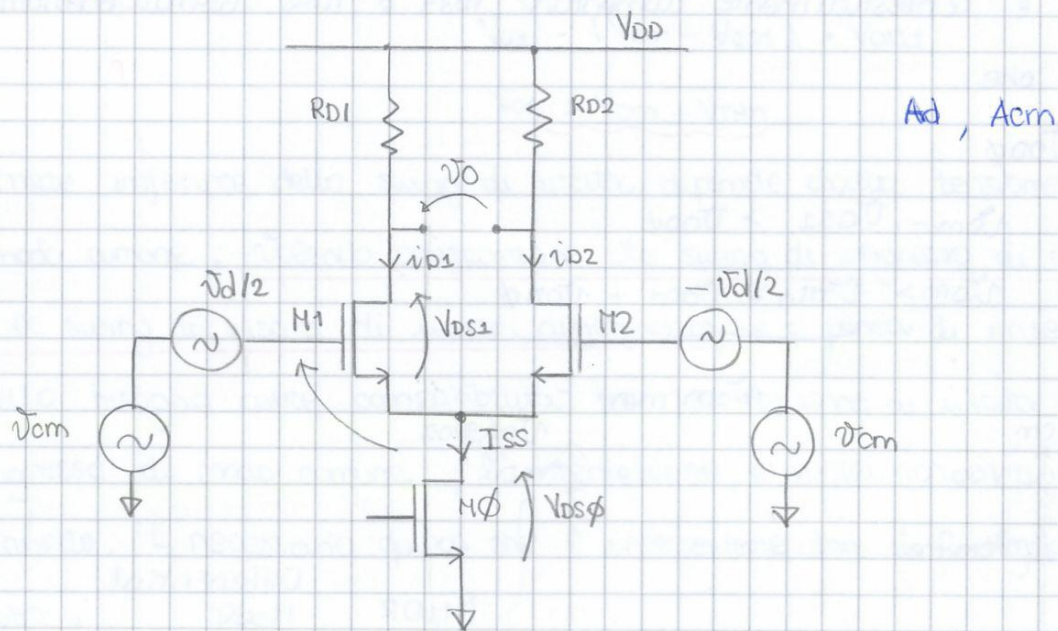 VDD
RD1
RD2
Ad , Acm
vo
iD1
iD2
vd/2
-vd/2
M1
VDS1
M2
vcm
ISS
vcm
MØ
VDSØ